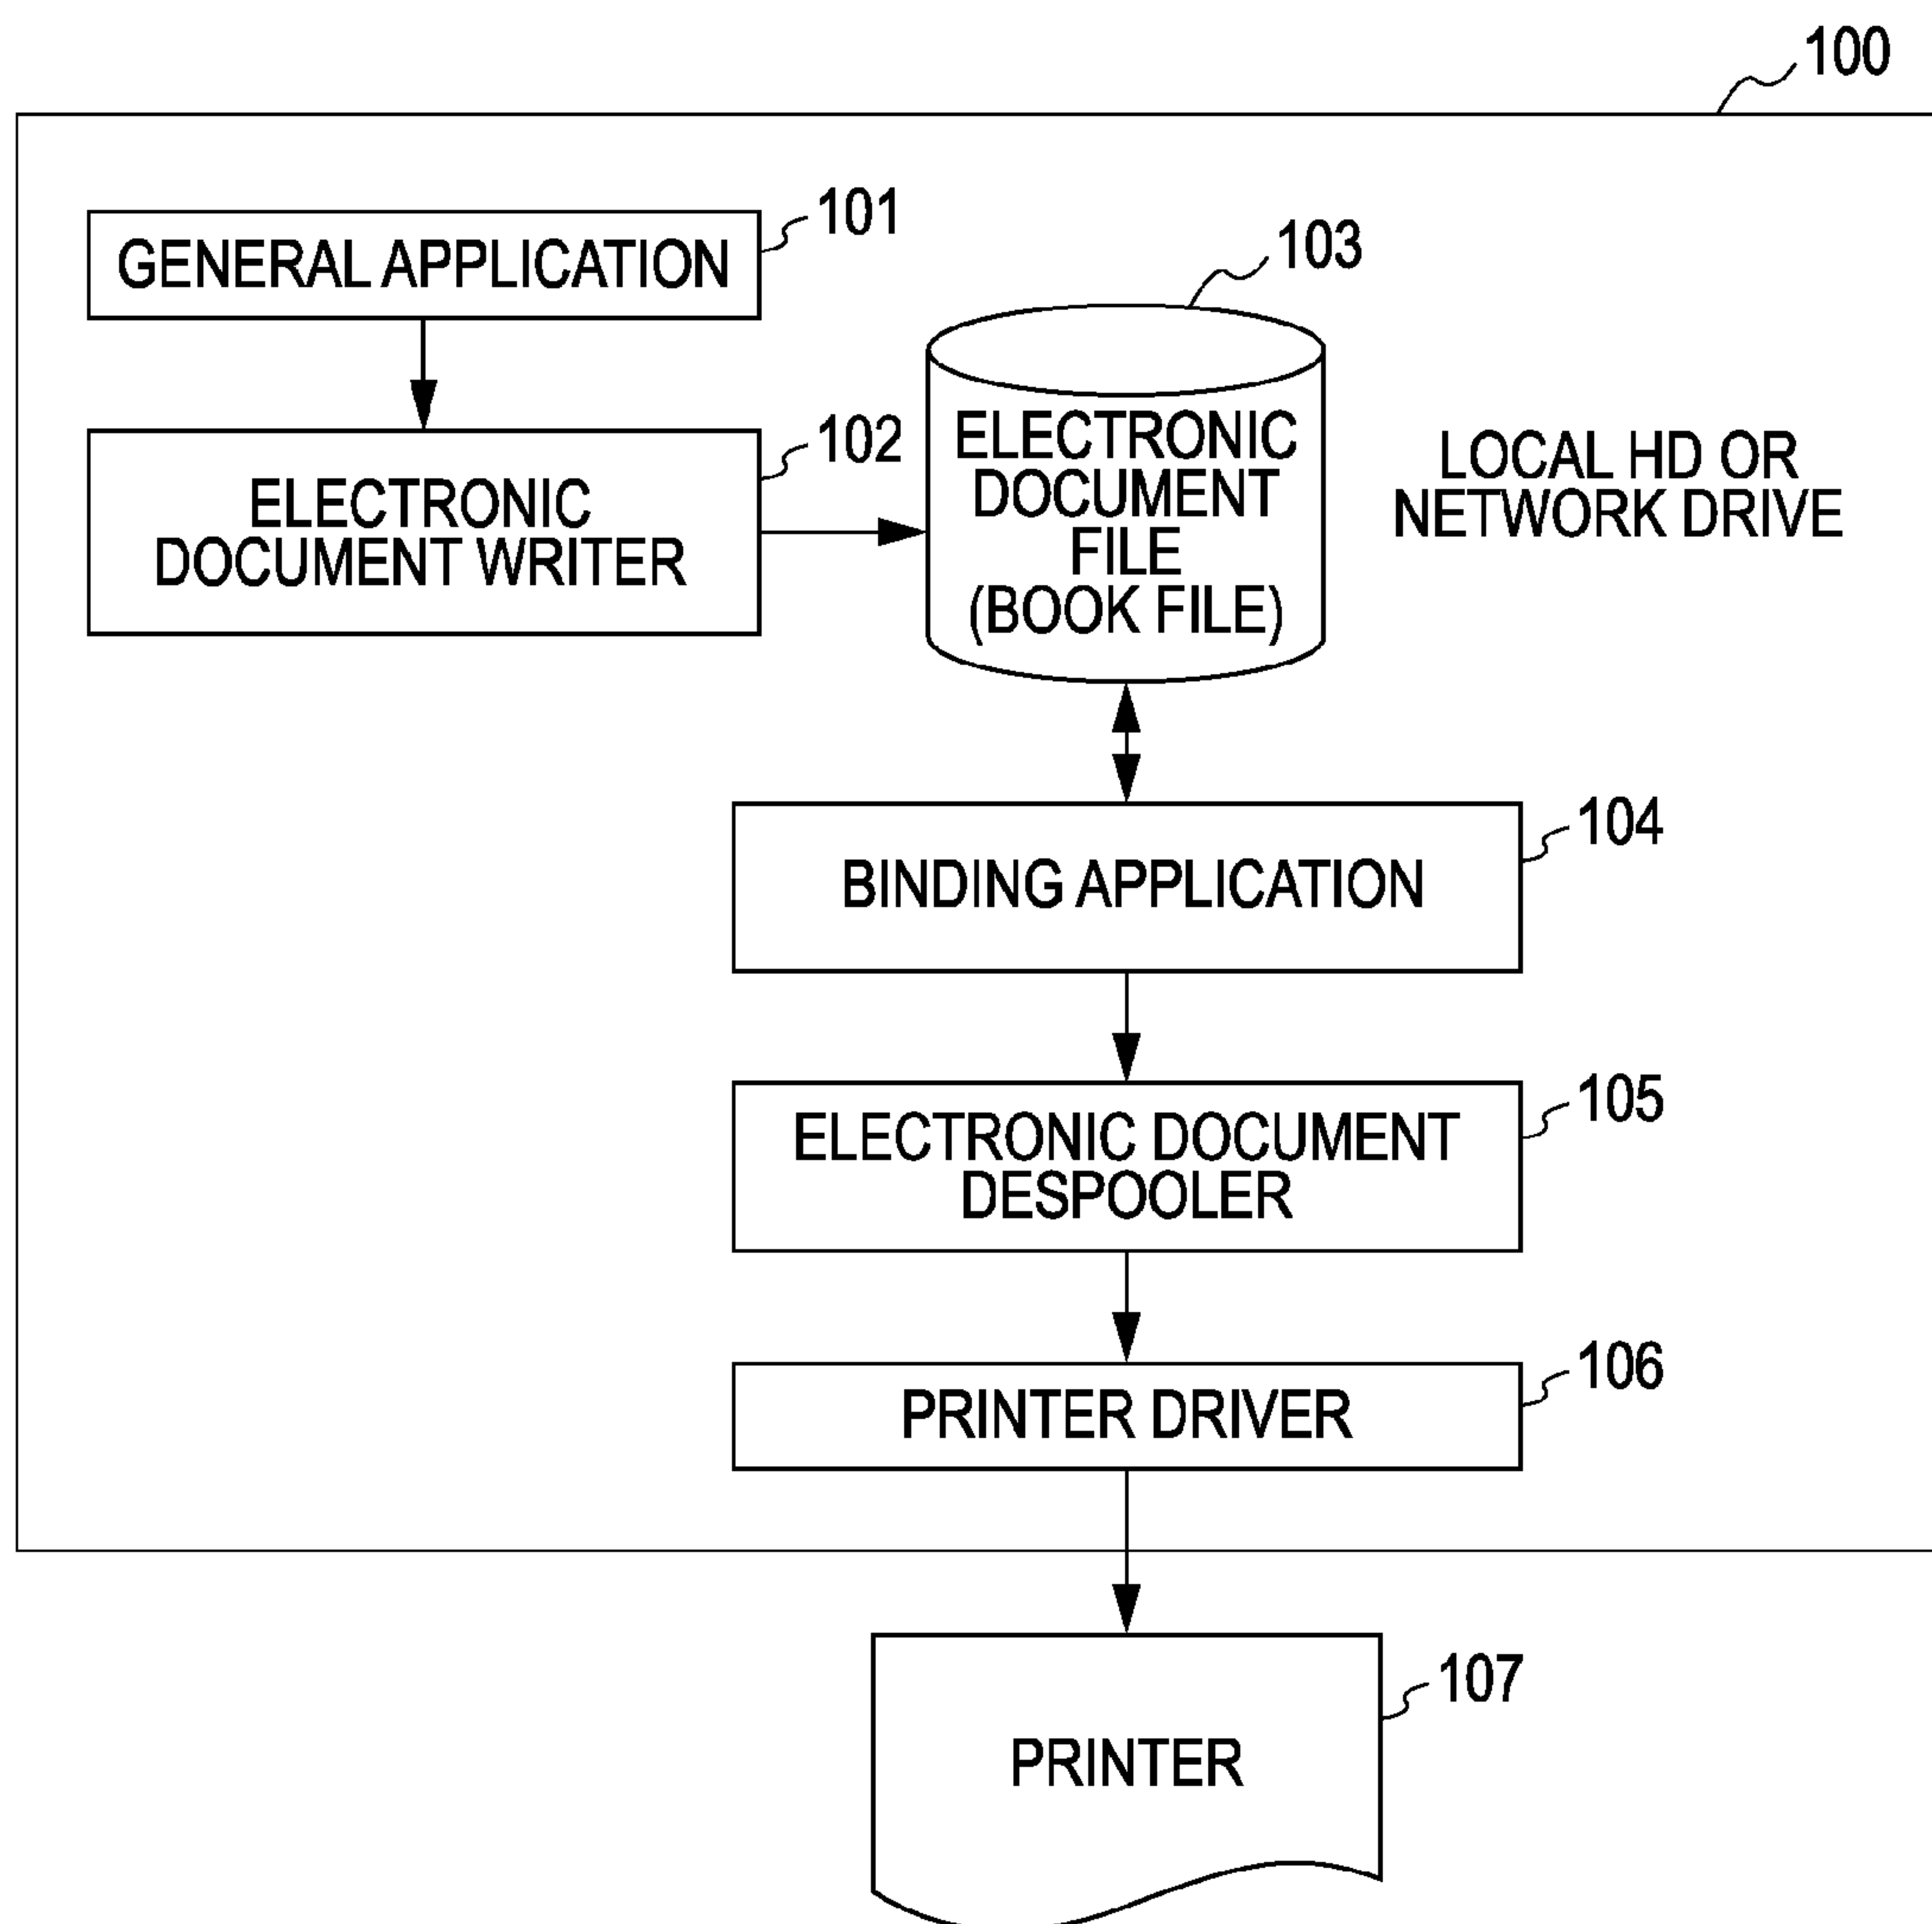 100
GENERAL APPLICATION
101
ELECTRONIC
DOCUMENT WRITER
102
103
ELECTRONIC
DOCUMENT
FILE
(BOOK FILE)
LOCAL HD OR
NETWORK DRIVE
BINDING APPLICATION
104
ELECTRONIC DOCUMENT
DESPOOLER
105
PRINTER DRIVER
106
PRINTER
107